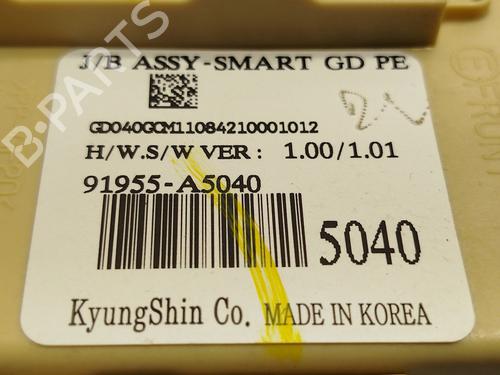 J/B ASSY-SMART GD PE
GD040GCM11084210001012
H/W.S/W VER : 1.00/1.01
91955-A5040
5040
KyungShin Co. MADE IN KOREA
B-PARTS